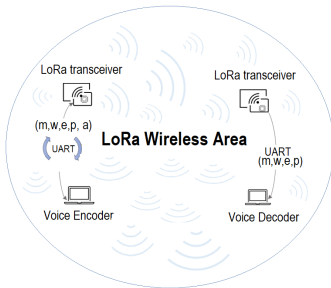 LoRa transceiver
(m,w,e,p, a)
UART
Voice Encoder
LoRa Wireless Area
LoRa transceiver
UART
(m,w,e,p)
Voice Decoder